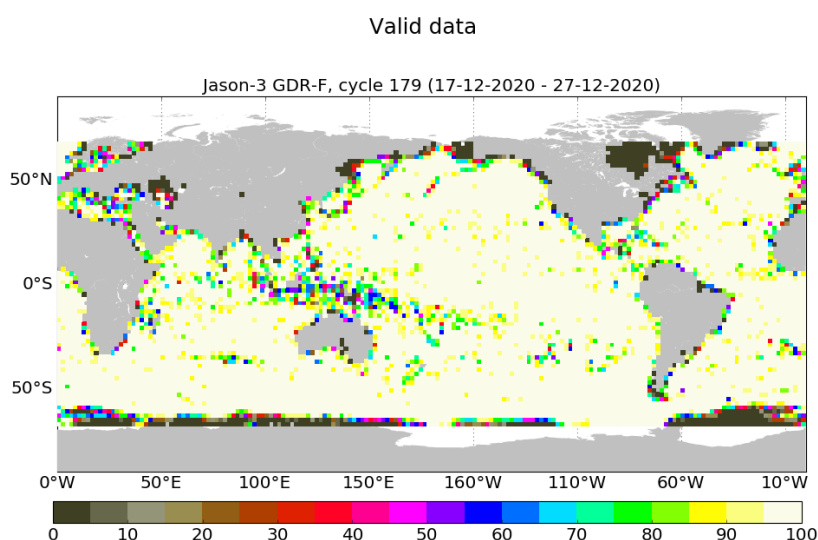 Valid data
Jason-3 GDR-F, cycle 179 (17-12-2020 - 27-12-2020)
50°N
0°S
50°S
0°W 50°E 100°E 150°E 160°W 110°W 60°W 10°W
0 10 20 30 40 50 60 70 80 90 100